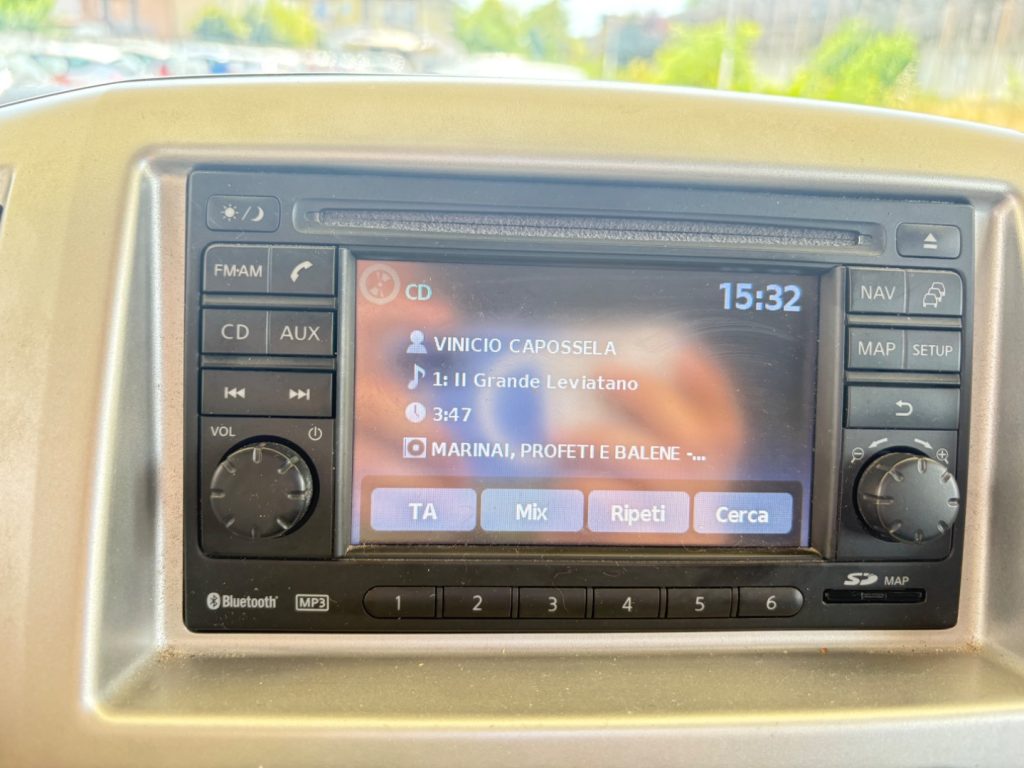 FM·AM
CD
AUX
VOL
CD
15:32
VINICIO CAPOSSELA
1: Il Grande Leviatano
3:47
MARINAI, PROFETI E BALENE -...
TA
Mix
Ripeti
Cerca
NAV
MAP
SETUP
Bluetooth
MP3
1
2
3
4
5
6
SD
MAP